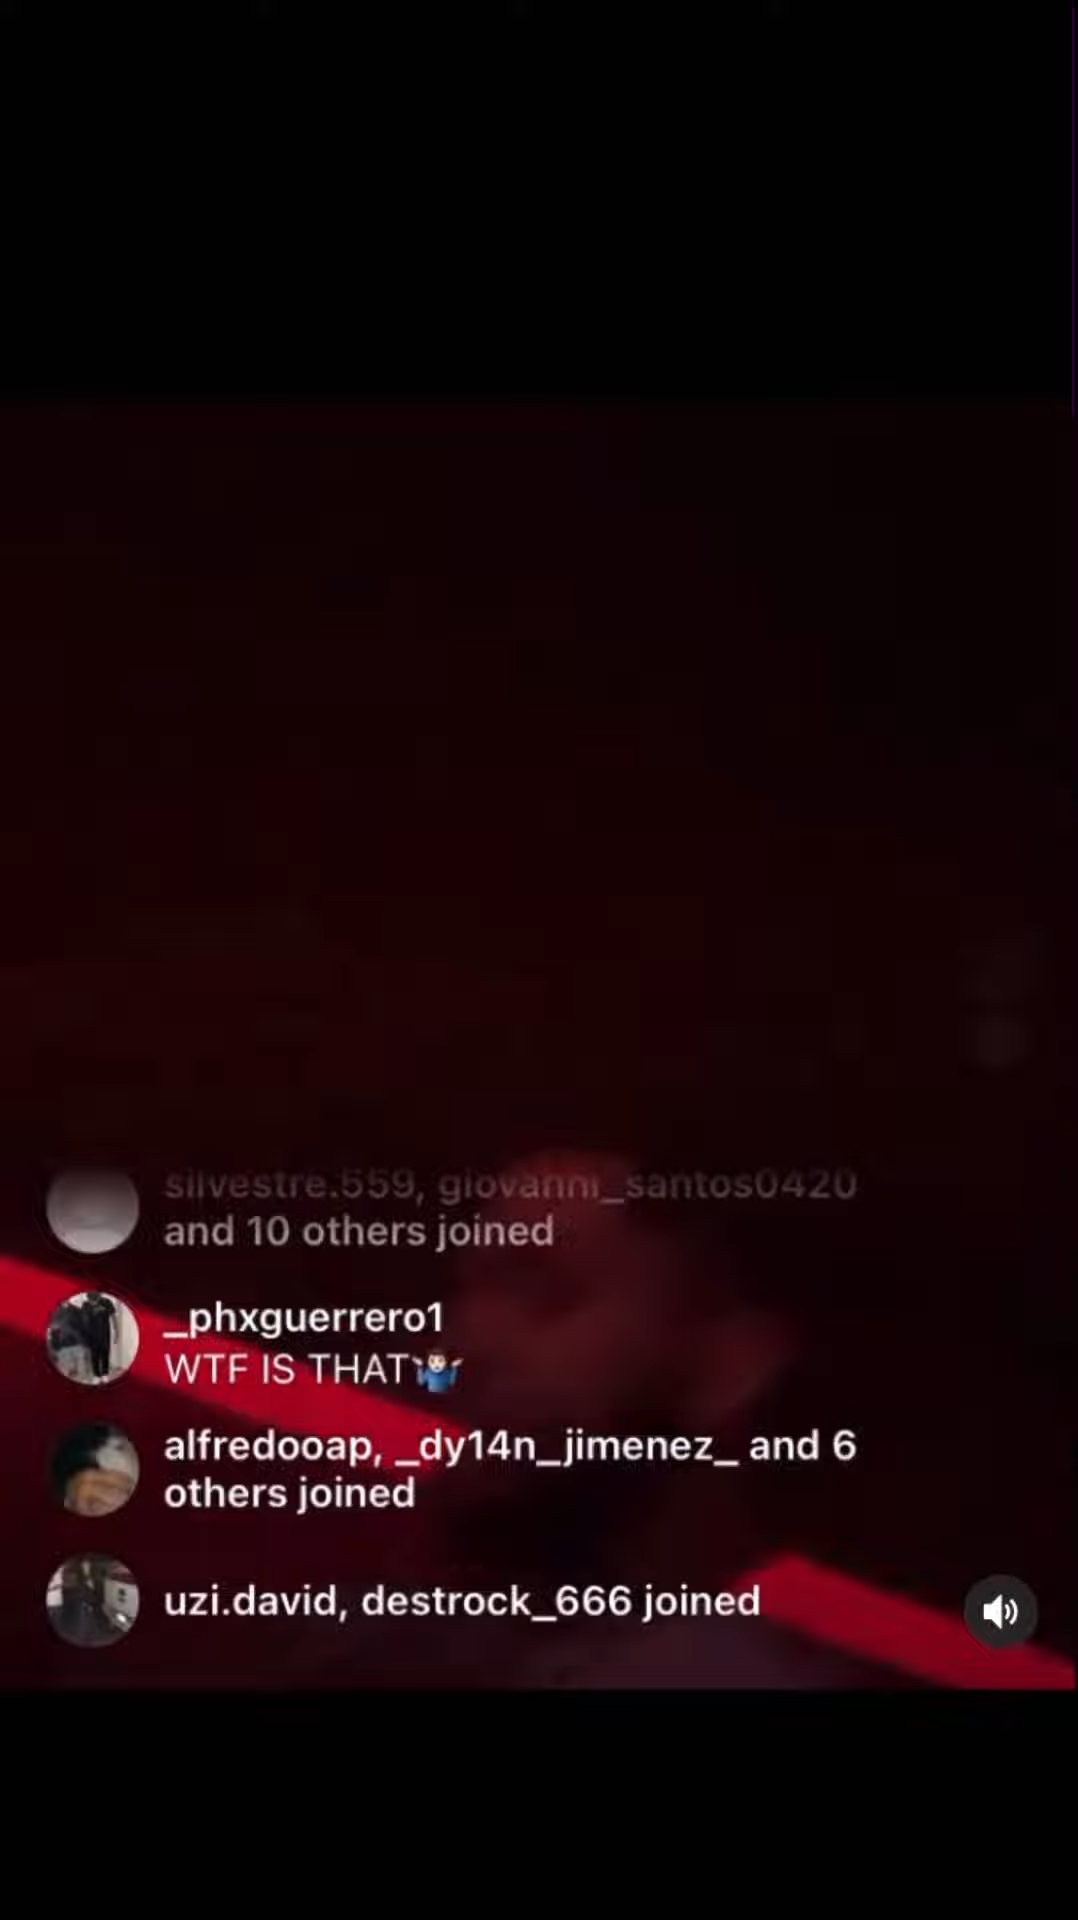 silvestre.559, giovanni_santos0420
and 10 others joined
_phxguerrero1
WTF IS THAT🤷🏻‍♂️
alfredooap, _dy14n_jimenez_ and 6
others joined
uzi.david, destrock_666 joined